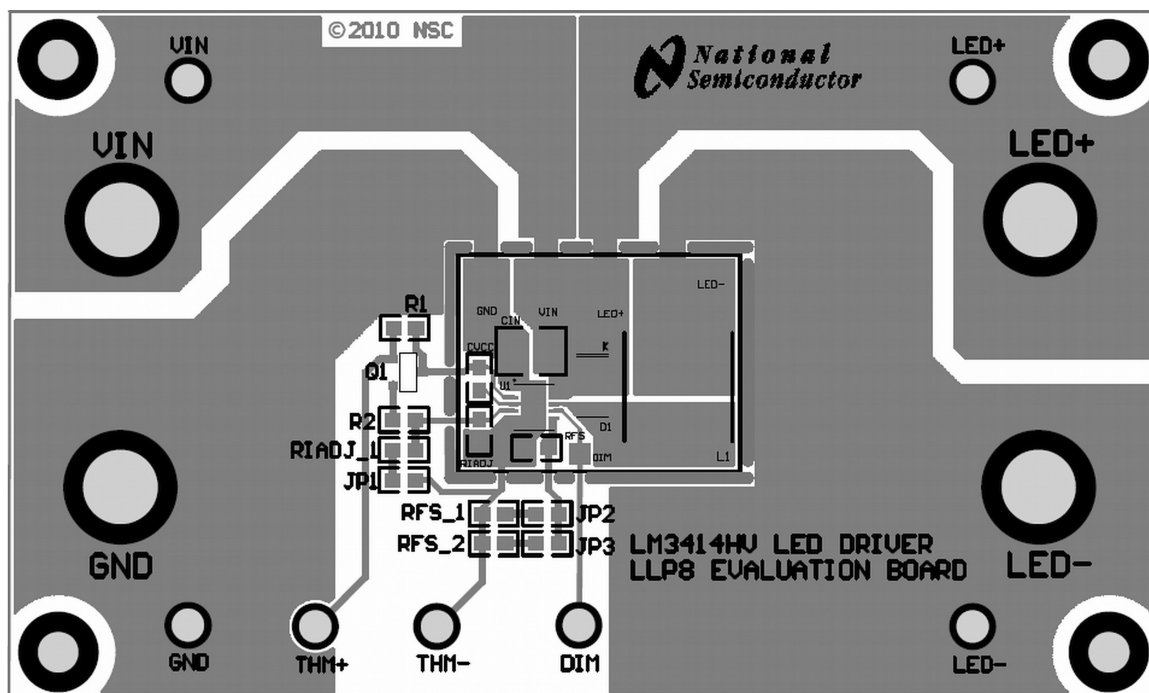 ©2010 NSC
National
Semiconductor
VIN
LED+
VIN
LED+
LED-
GND
VIN
LED+
CIN
R1
CVCC
K
Q1
U1
R2
D1
RFS
RIADJ_1
RIADJ
DIM
L1
JP1
RFS_1
JP2
RFS_2
JP3
LM3414HV LED DRIVER
LLP8 EVALUATION BOARD
GND
LED-
GND
THM+
THM-
DIM
LED-